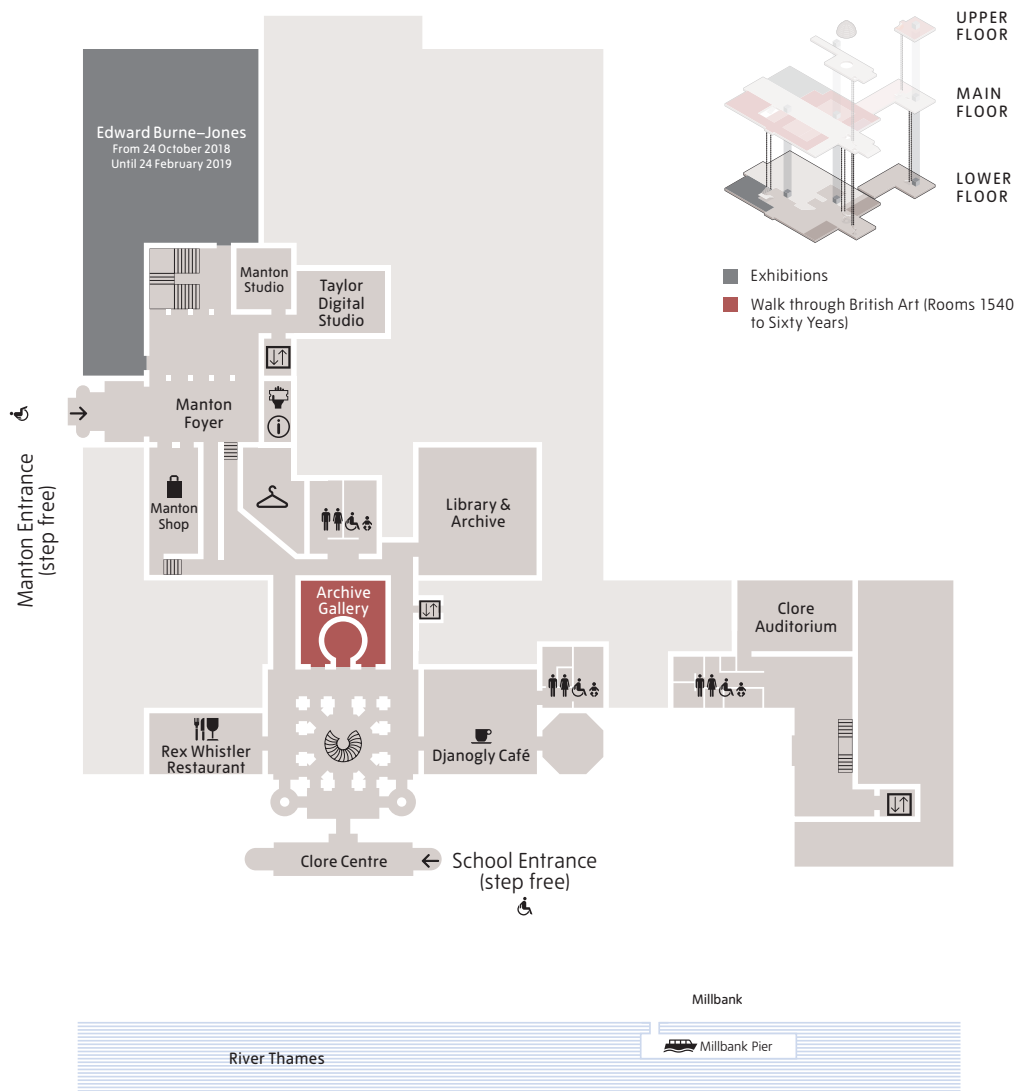 UPPER
FLOOR
MAIN
FLOOR
LOWER
FLOOR
Exhibitions
Walk through British Art (Rooms 1540
to Sixty Years)
Edward Burne–Jones
From 24 October 2018
Until 24 February 2019
Manton
Studio
Taylor
Digital
Studio
Manton
Foyer
i
Manton Entrance
(step free)
Manton
Shop
Library &
Archive
Archive
Gallery
Clore
Auditorium
Rex Whistler
Restaurant
Djanogly Café
Clore Centre
School Entrance
(step free)
Millbank
Millbank Pier
River Thames